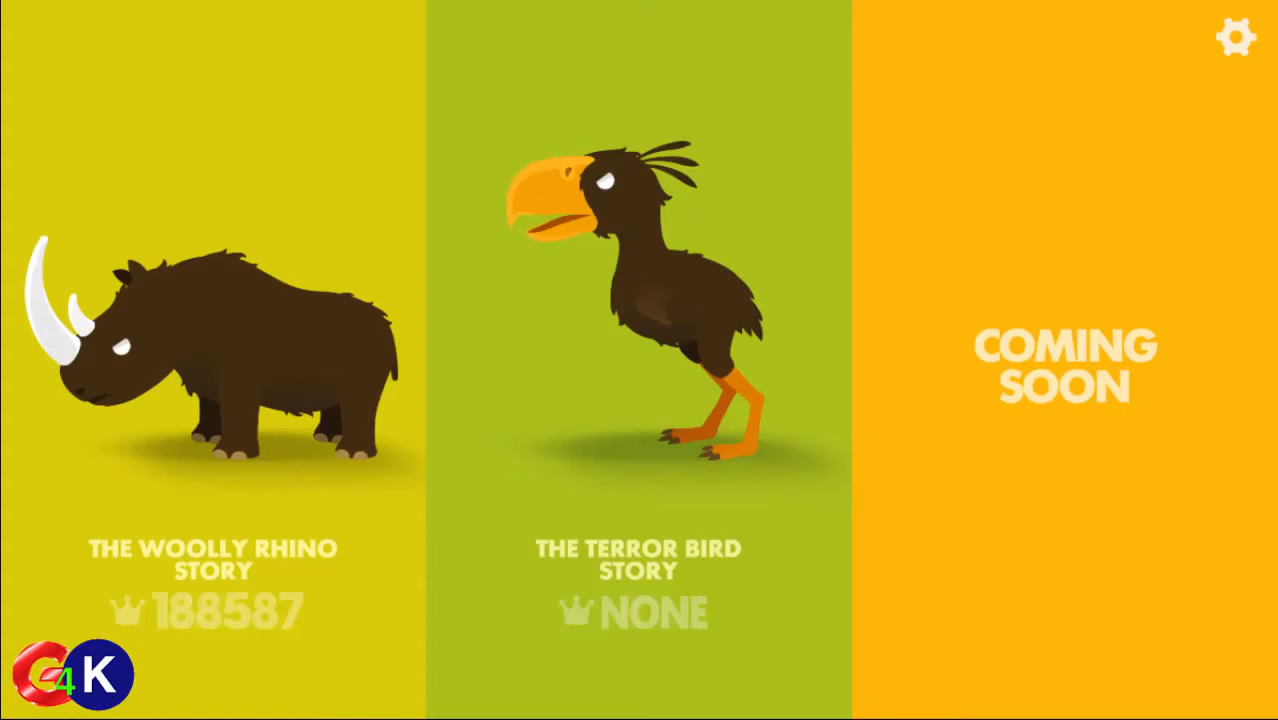 COMING
SOON
THE WOOLLY RHINO
STORY
188587
THE TERROR BIRD
STORY
NONE
G4K